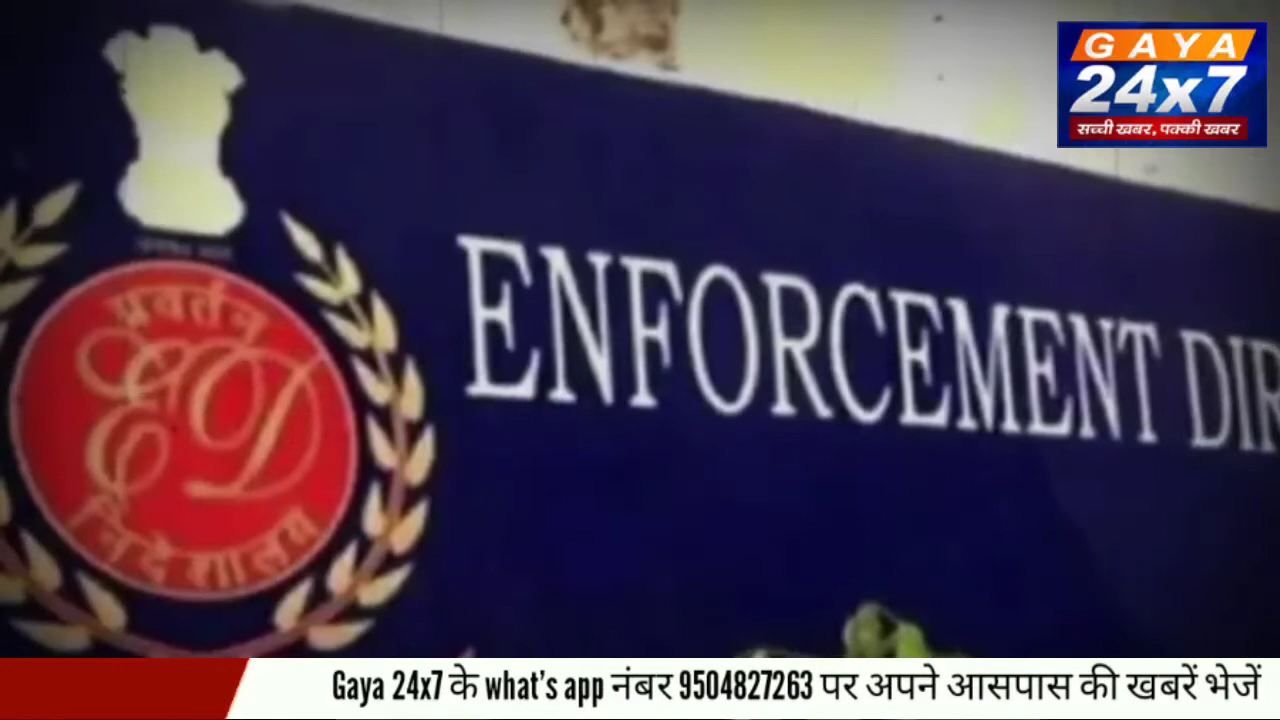 GAYA
24x7
सच्ची खबर, पक्की खबर
ENFORCEMENT DIR
प्रवर्तन
ED
निदेशालय
Gaya 24x7 के what's app नंबर 9504827263 पर अपने आसपास की खबरें भेजें